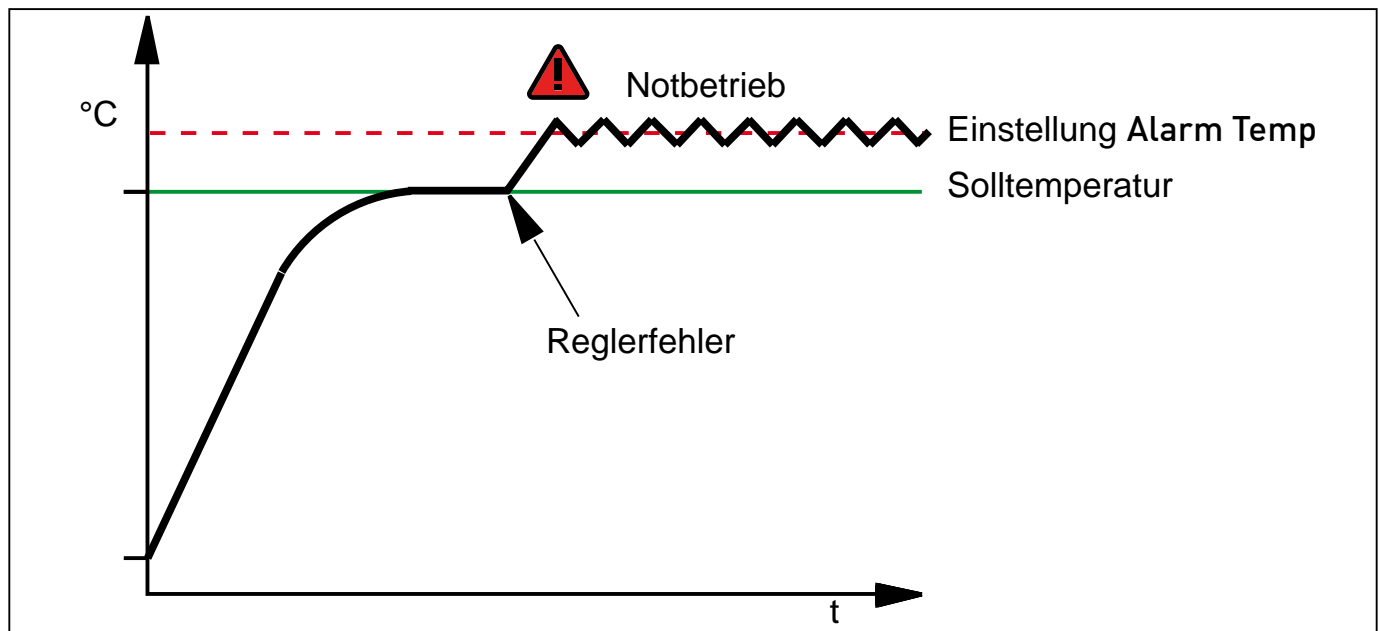 Notbetrieb
°C
Einstellung Alarm Temp
Solltemperatur
Reglerfehler
t